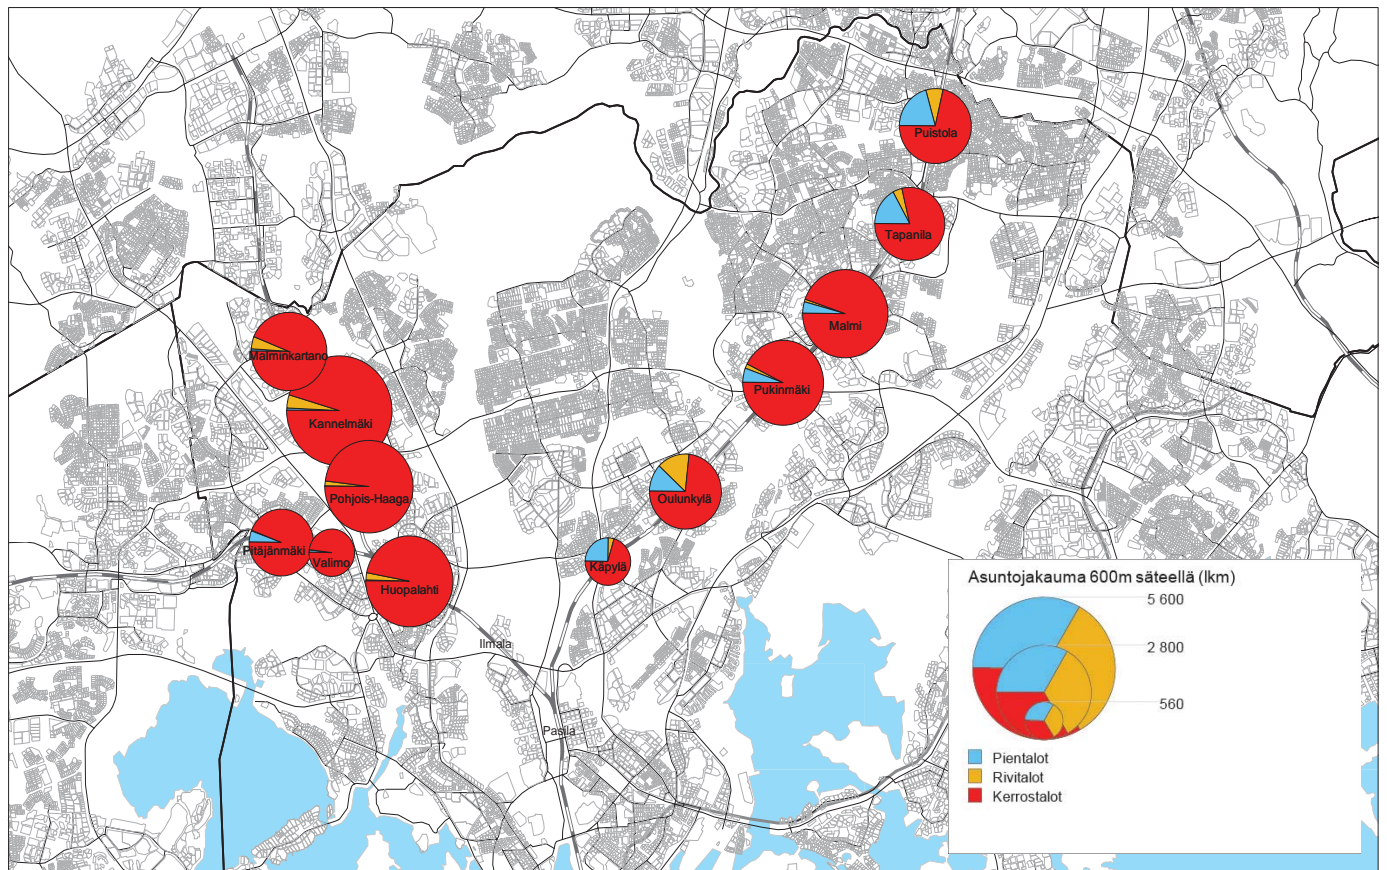 Puistola
Tapanila
Malmi
Malminkartano
Pukinmäki
Kannelmäki
Pohjois-Haaga
Oulunkylä
Pitäjänmäki
Valimo
Käpylä
Huopalahti
Ilmala
Pasila
Asuntojakauma 600m säteellä (lkm)
5 600
2 800
560
Pientalot
Rivitalot
Kerrostalot